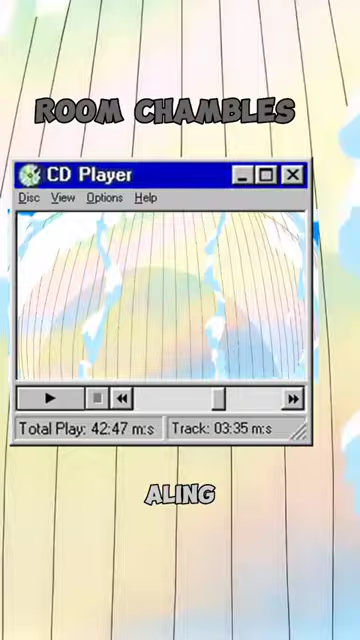 ROOM CHAMBLES
CD Player
Disc View Options Help
Total Play: 42:47 m:s Track: 03:35 m:s
ALING